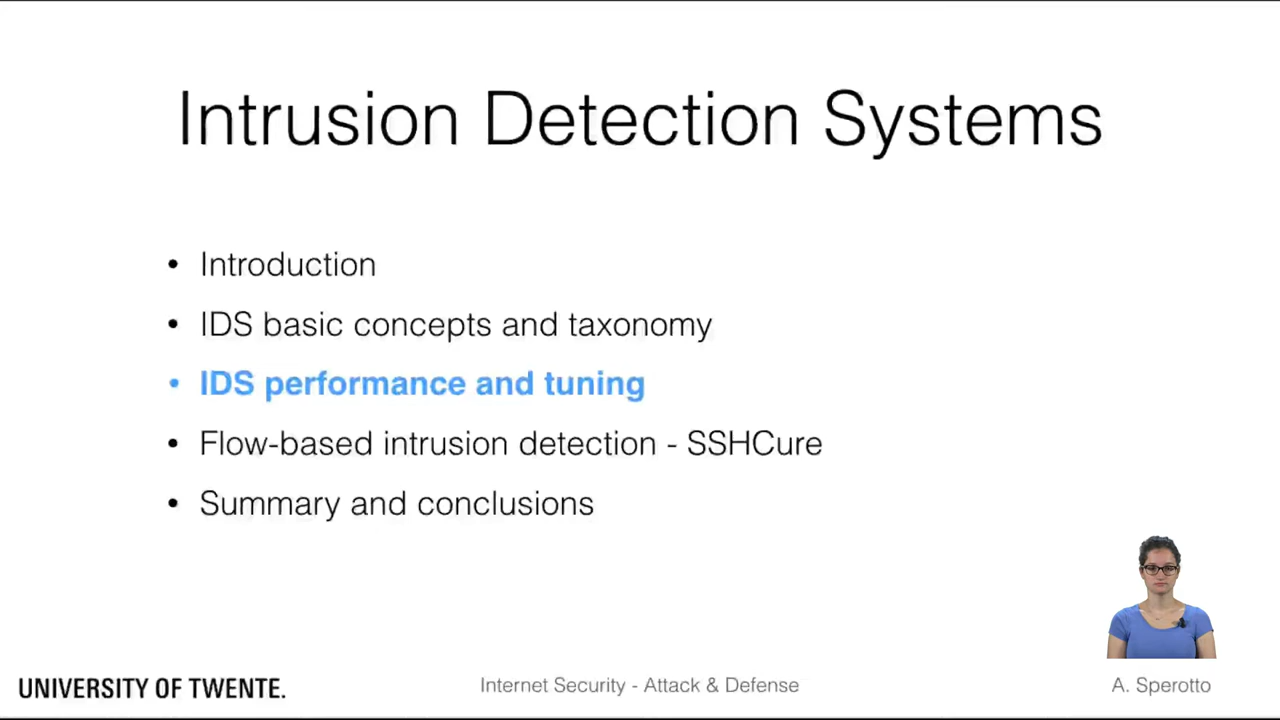 Intrusion Detection Systems
• Introduction
• IDS basic concepts and taxonomy
• IDS performance and tuning
• Flow-based intrusion detection - SSHCure
• Summary and conclusions
UNIVERSITY OF TWENTE.
Internet Security - Attack & Defense
A. Sperotto